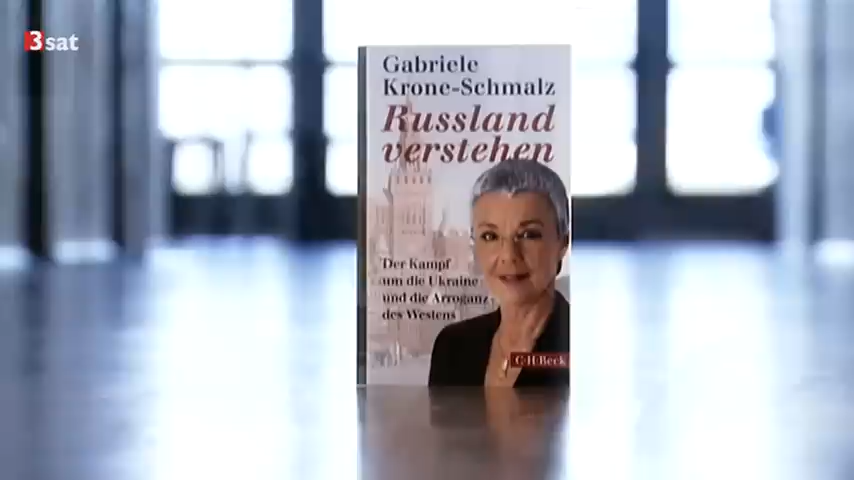 3sat
Gabriele
Krone-Schmalz
Russland
verstehen
Der Kampf
um die Ukraine
und die Arroganz
des Westens
C·H·Beck